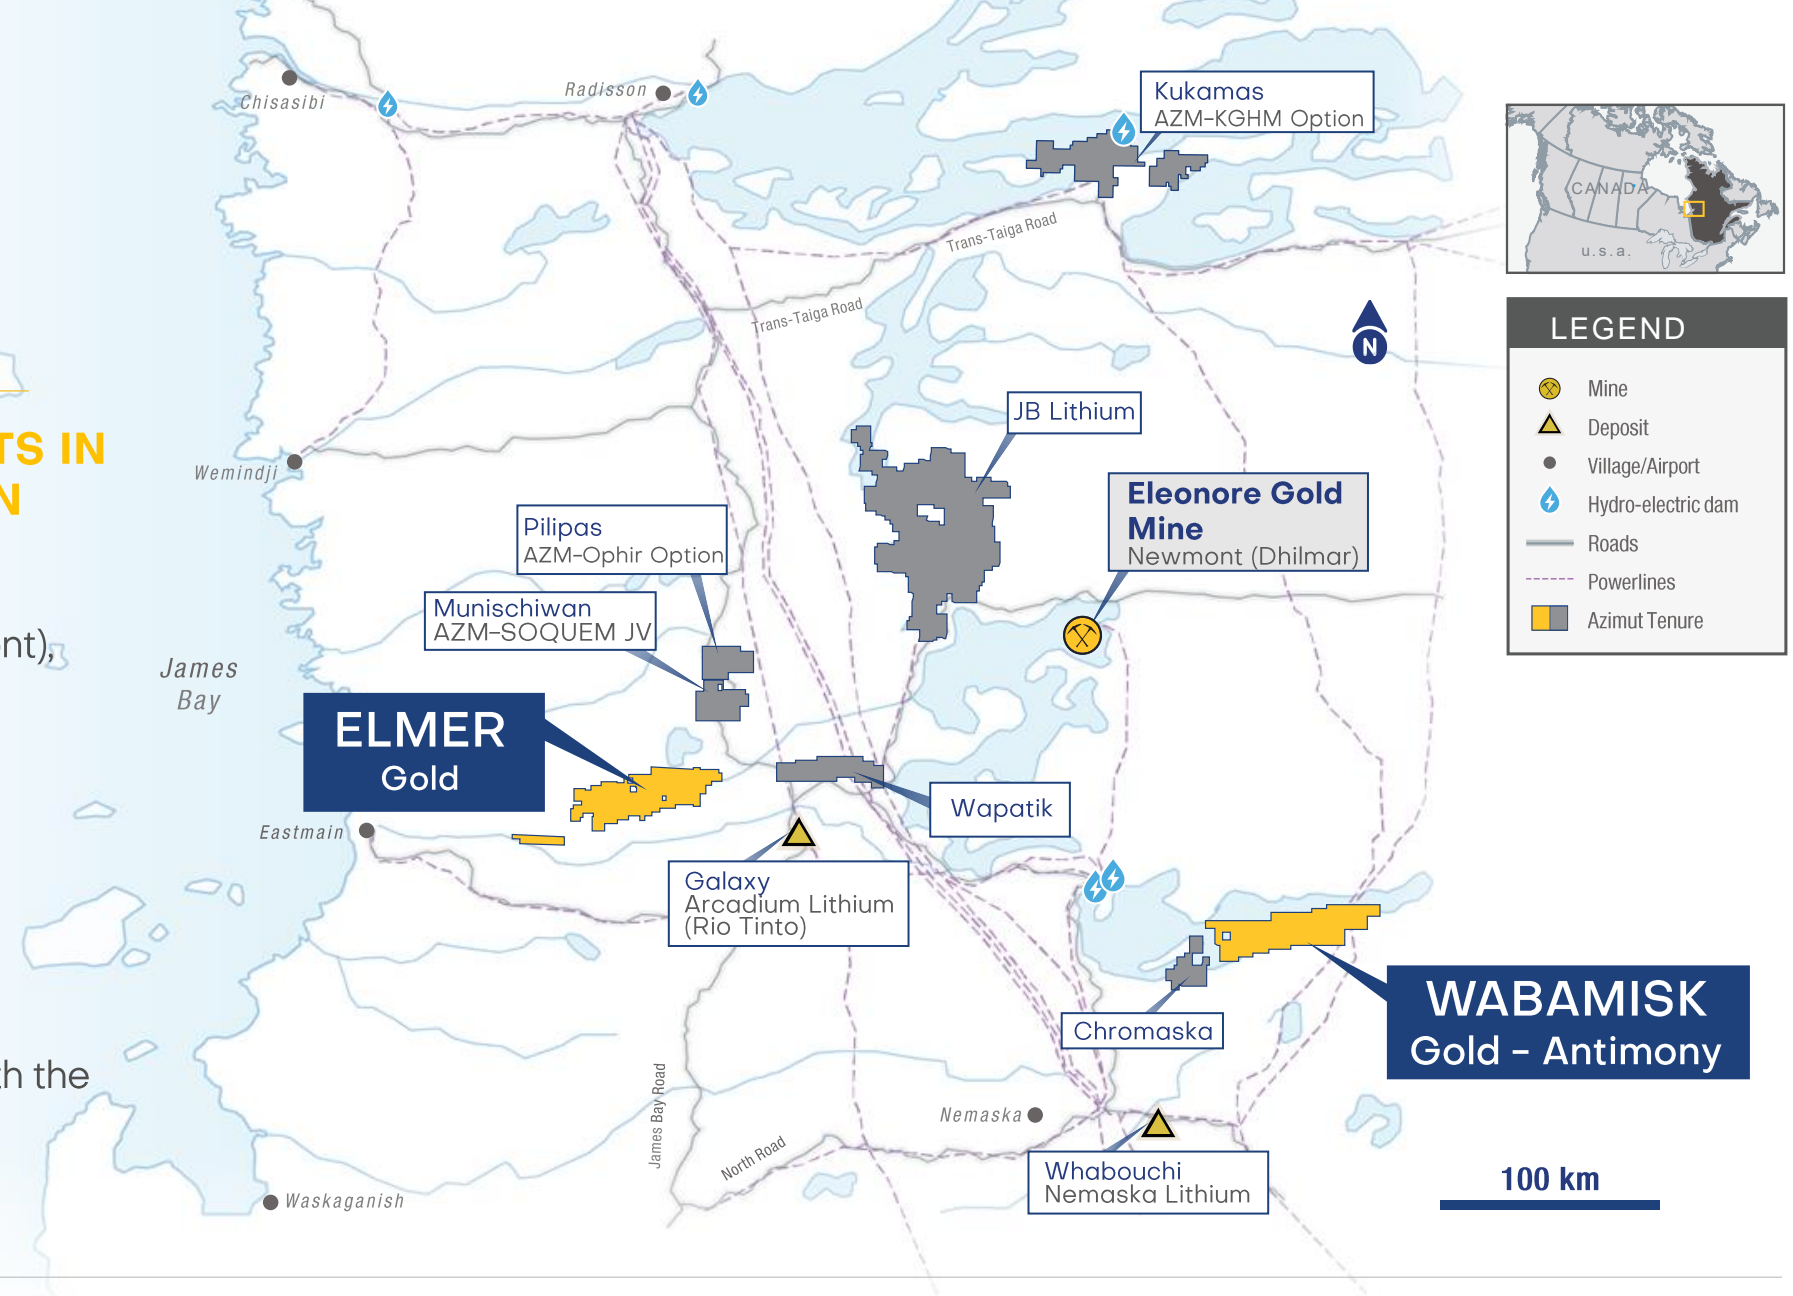 TS IN
N
nt),
th the
Chisasibi
Radisson
Kukamas
AZM-KGHM Option
Trans-Taiga Road
Trans-Taiga Road
CANADA
u.s.a.
N
LEGEND
Mine
Deposit
Village/Airport
Hydro-electric dam
Roads
Powerlines
Azimut Tenure
JB Lithium
Wemindji
Eleonore Gold
Mine
Newmont (Dhilmar)
Pilipas
AZM-Ophir Option
Munischiwan
AZM-SOQUEM JV
James
Bay
ELMER
Gold
Wapatik
Eastmain
Galaxy
Arcadium Lithium
(Rio Tinto)
WABAMISK
Gold - Antimony
Chromaska
James Bay Road
Nemaska
North Road
Whabouchi
Nemaska Lithium
100 km
Waskaganish